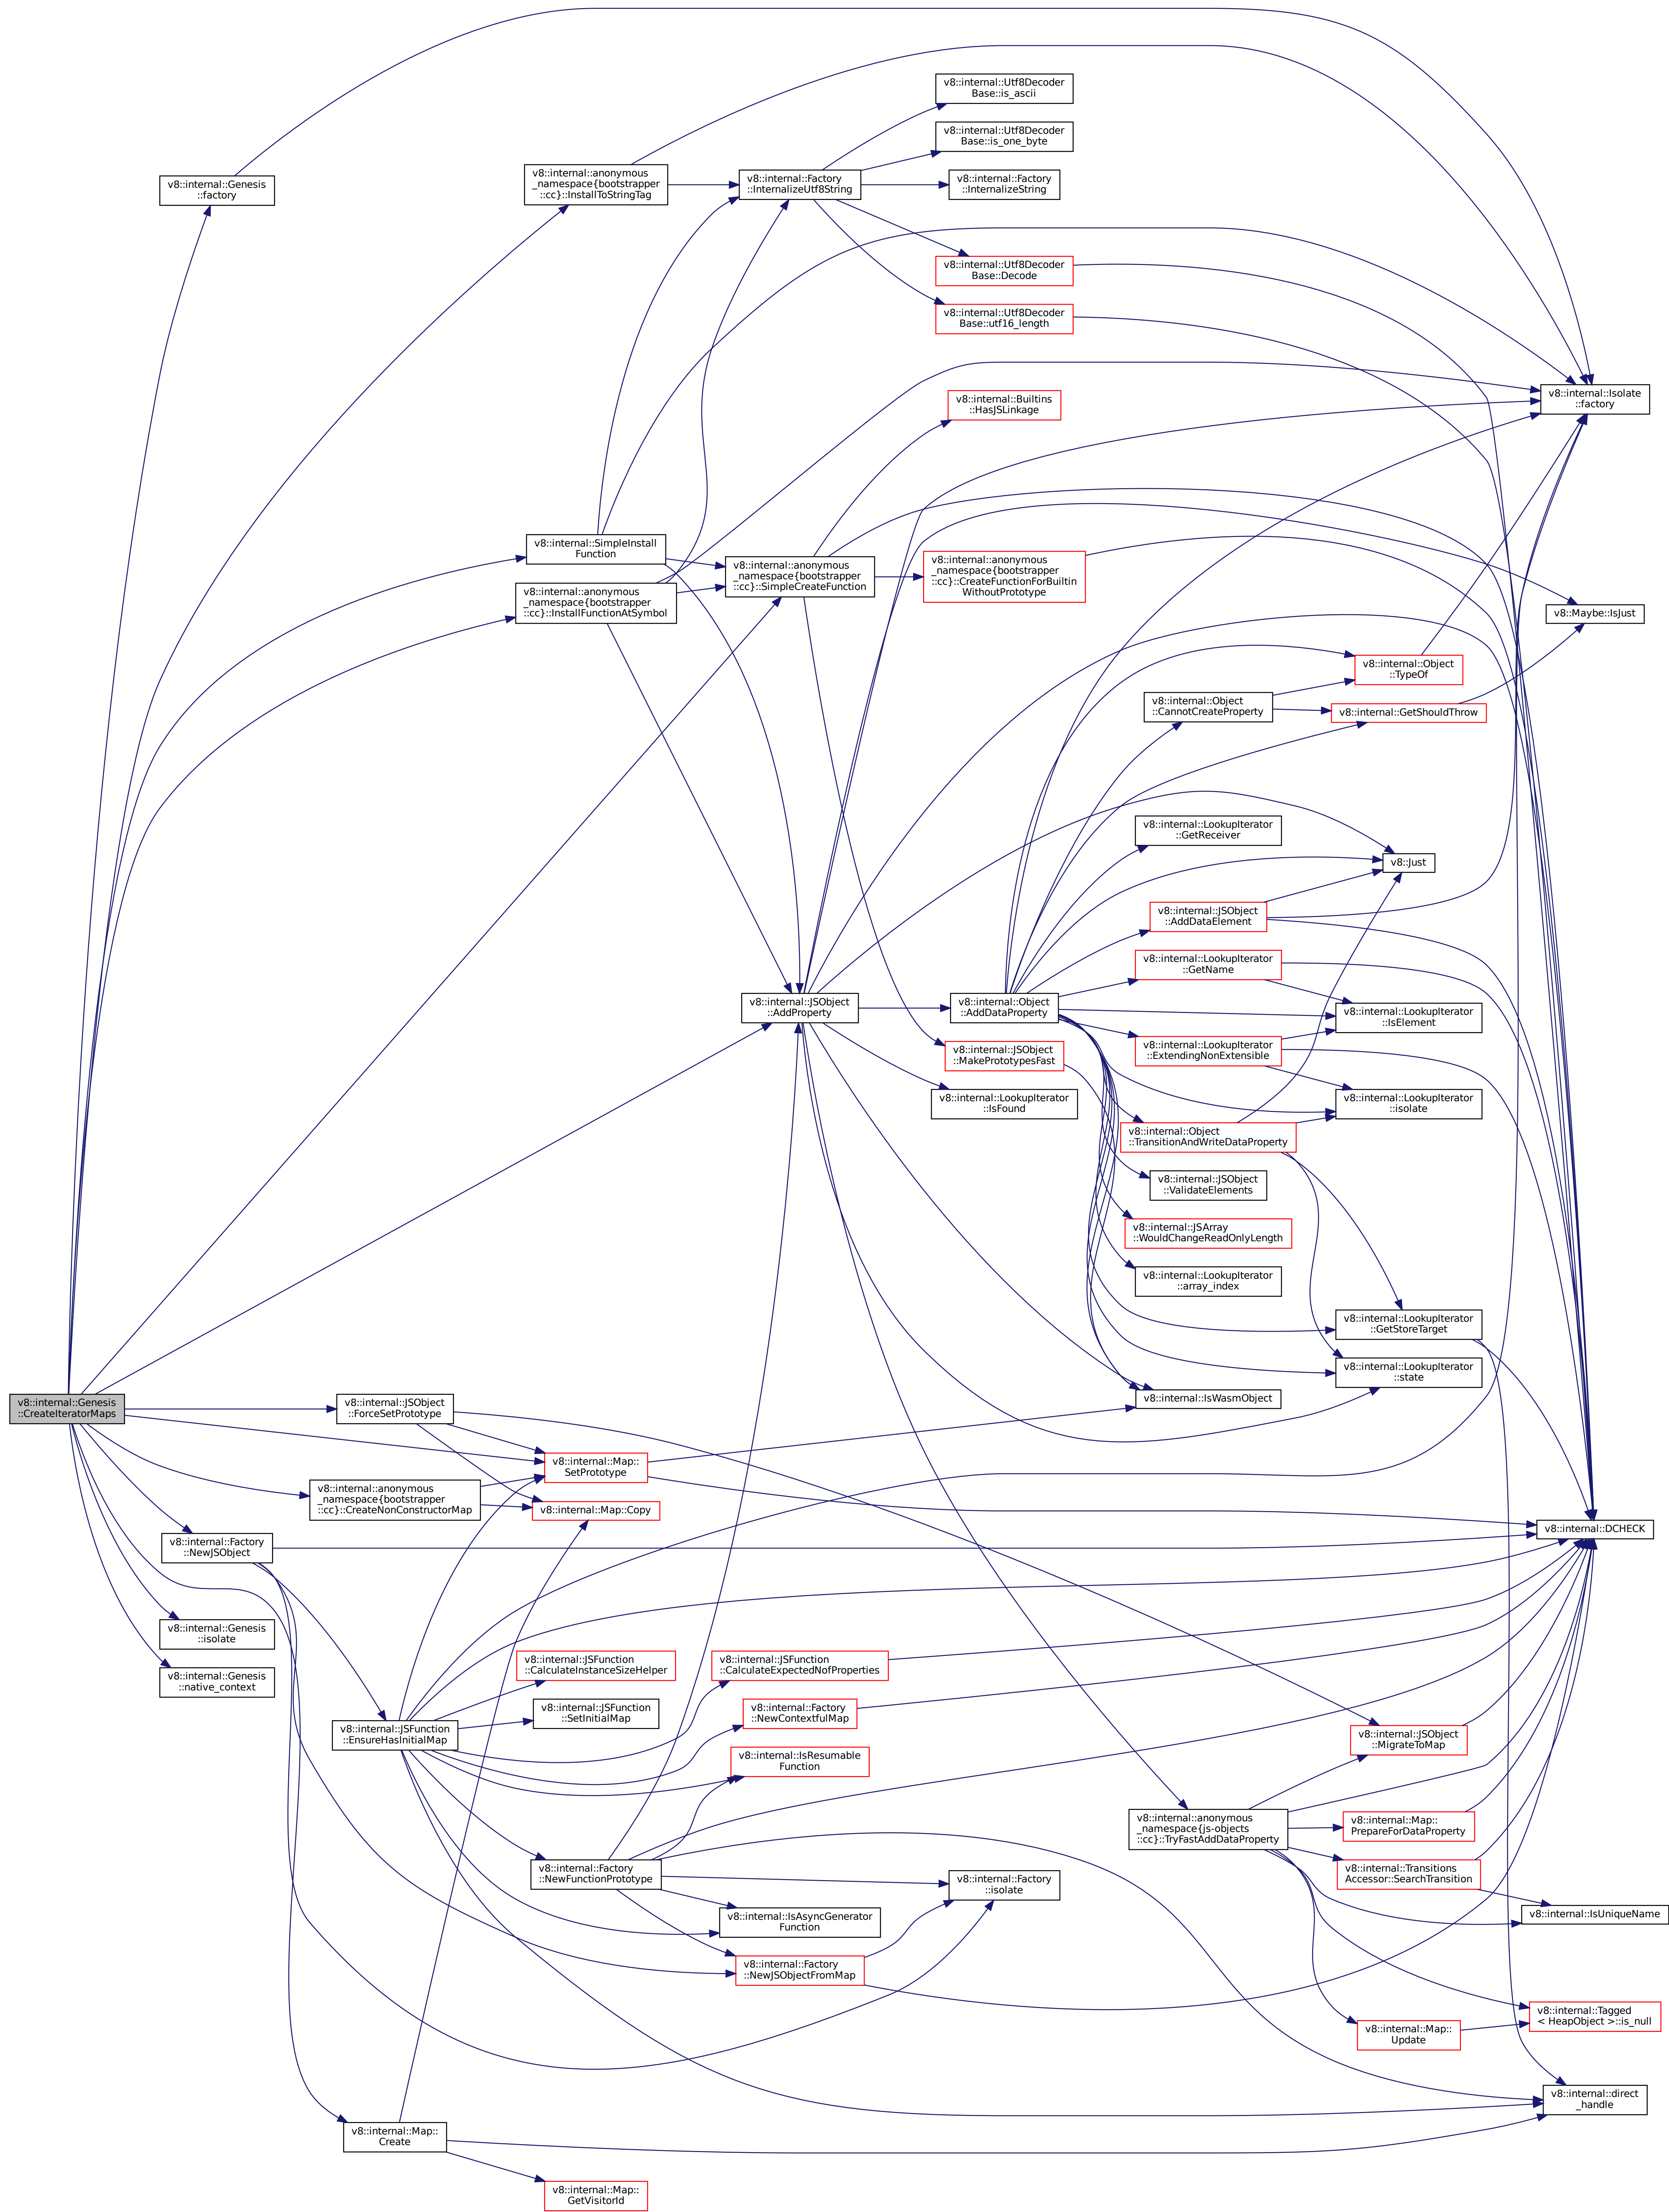 v8::internal::Utf8Decoder
Base::is_ascii
v8::internal::Utf8Decoder
Base::is_one_byte
v8::internal::Genesis
::factory
v8::internal::anonymous
_namespace{bootstrapper
::cc}::InstallToStringTag
v8::internal::Factory
::InternalizeUtf8String
v8::internal::Factory
::InternalizeString
v8::internal::Utf8Decoder
Base::Decode
v8::internal::Utf8Decoder
Base::utf16_length
v8::internal::Isolate
::factory
v8::internal::Builtins
::HasJSLinkage
v8::internal::SimpleInstall
Function
v8::internal::anonymous
_namespace{bootstrapper
::cc}::InstallFunctionAtSymbol
v8::internal::anonymous
_namespace{bootstrapper
::cc}::SimpleCreateFunction
v8::internal::anonymous
_namespace{bootstrapper
::cc}::CreateFunctionForBuiltin
WithoutPrototype
v8::Maybe::IsJust
v8::internal::Object
::TypeOf
v8::internal::Object
::CannotCreateProperty
v8::internal::GetShouldThrow
v8::internal::LookupIterator
::GetReceiver
v8::Just
v8::internal::JSObject
::AddDataElement
v8::internal::LookupIterator
::GetName
v8::internal::JSObject
::AddProperty
v8::internal::Object
::AddDataProperty
v8::internal::LookupIterator
::IsElement
v8::internal::JSObject
::MakePrototypesFast
v8::internal::LookupIterator
::ExtendingNonExtensible
v8::internal::LookupIterator
::IsFound
v8::internal::LookupIterator
::isolate
v8::internal::Object
::TransitionAndWriteDataProperty
v8::internal::JSObject
::ValidateElements
v8::internal::JSArray
::WouldChangeReadOnlyLength
v8::internal::LookupIterator
::array_index
v8::internal::LookupIterator
::GetStoreTarget
v8::internal::LookupIterator
::state
v8::internal::Genesis
::CreateIteratorMaps
v8::internal::JSObject
::ForceSetPrototype
v8::internal::IsWasmObject
v8::internal::Map::
SetPrototype
v8::internal::anonymous
_namespace{bootstrapper
::cc}::CreateNonConstructorMap
v8::internal::Map::Copy
v8::internal::DCHECK
v8::internal::Factory
::NewJSObject
v8::internal::Genesis
::isolate
v8::internal::Genesis
::native_context
v8::internal::JSFunction
::CalculateInstanceSizeHelper
v8::internal::JSFunction
::CalculateExpectedNofProperties
v8::internal::JSFunction
::SetInitialMap
v8::internal::Factory
::NewContextfulMap
v8::internal::JSFunction
::EnsureHasInitialMap
v8::internal::JSObject
::MigrateToMap
v8::internal::IsResumable
Function
v8::internal::anonymous
_namespace{js-objects
::cc}::TryFastAddDataProperty
v8::internal::Map::
PrepareForDataProperty
v8::internal::Factory
::NewFunctionPrototype
v8::internal::Transitions
Accessor::SearchTransition
v8::internal::Factory
::isolate
v8::internal::IsAsyncGenerator
Function
v8::internal::IsUniqueName
v8::internal::Factory
::NewJSObjectFromMap
v8::internal::Tagged
< HeapObject >::is_null
v8::internal::Map::
Update
v8::internal::direct
_handle
v8::internal::Map::
Create
v8::internal::Map::
GetVisitorId